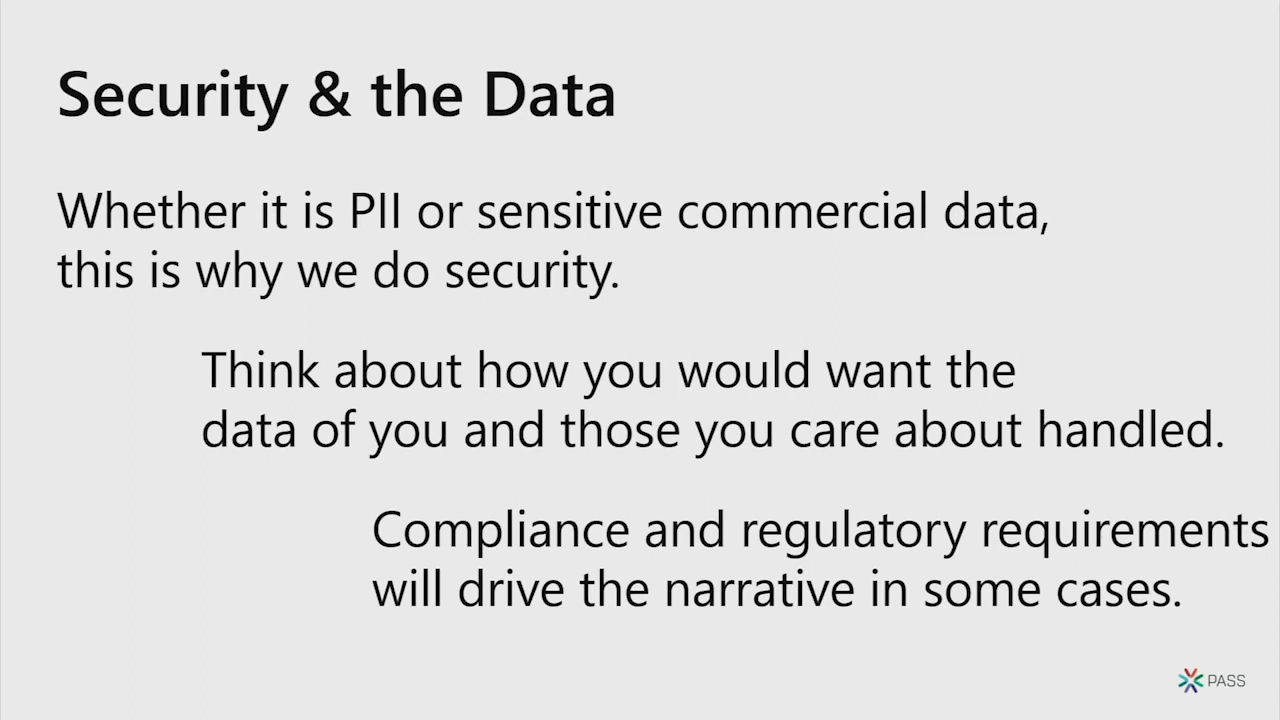 Security & the Data
Whether it is PII or sensitive commercial data,
this is why we do security.
Think about how you would want the
data of you and those you care about handled.
Compliance and regulatory requirements
will drive the narrative in some cases.
PASS